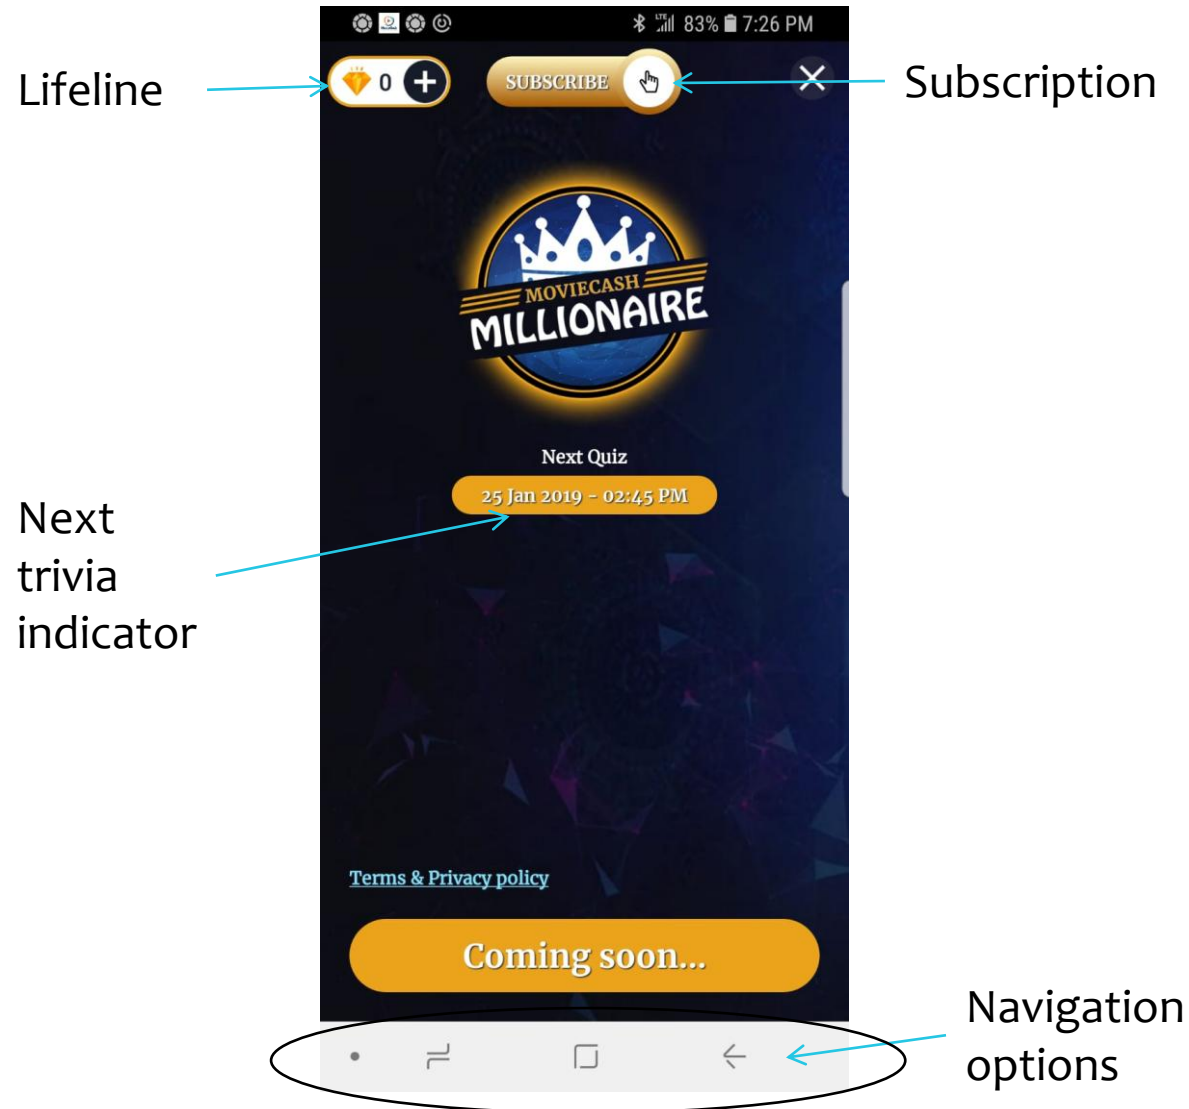 LTE 83% 7:26 PM
Lifeline
0 +
SUBSCRIBE
Subscription
MOVIECASH
MILLIONAIRE
Next Quiz
25 Jan 2019 - 02:45 PM
Next
trivia
indicator
Terms & Privacy policy
Coming soon...
Navigation
options